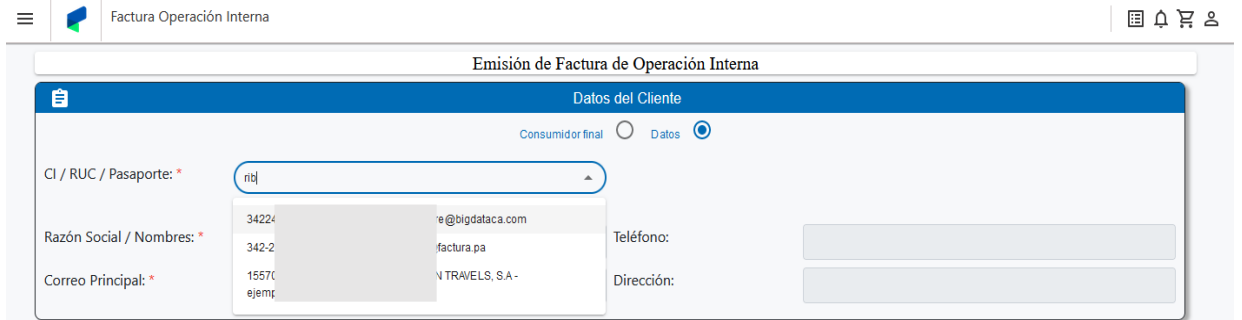 Factura Operación Interna
Emisión de Factura de Operación Interna
Datos del Cliente
Consumidor final Datos
CI / RUC / Pasaporte: *
rib
34224 re@bigdataca.com
Razón Social / Nombres: *
Teléfono:
342-2 factura.pa
1557 N TRAVELS, S.A -
ejemp
Correo Principal: *
Dirección: